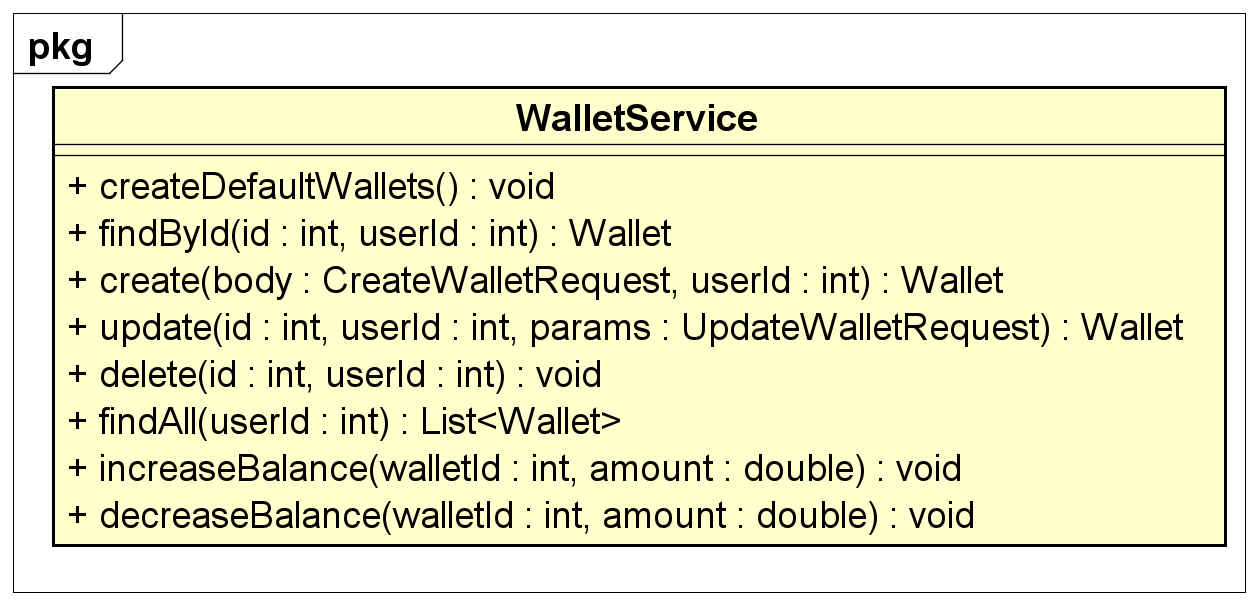 pkg
WalletService
+ createDefaultWallets() : void
+ findById(id : int, userId : int) : Wallet
+ create(body : CreateWalletRequest, userId : int) : Wallet
+ update(id : int, userId : int, params : UpdateWalletRequest) : Wallet
+ delete(id : int, userId : int) : void
+ findAll(userId : int) : List<Wallet>
+ increaseBalance(walletId : int, amount : double) : void
+ decreaseBalance(walletId : int, amount : double) : void